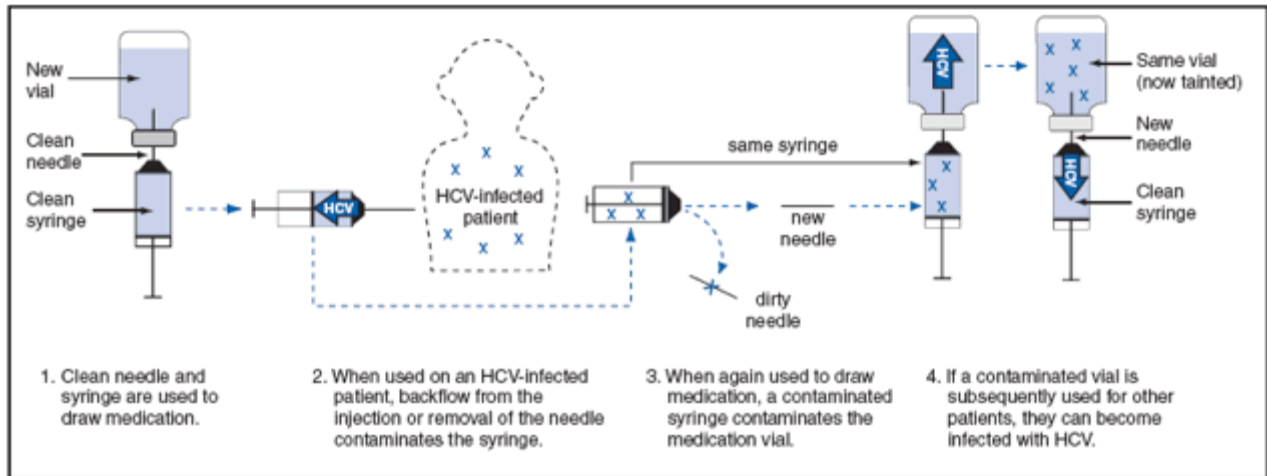 New
vial
Clean
needle
Clean
syringe
HCV
HCV-infected
patient
same syringe
new
needle
dirty
needle
HCV
Same vial
(now tainted)
New
needle
HCV
Clean
syringe
1. Clean needle and
syringe are used to
draw medication.
2. When used on an HCV-infected
patient, backflow from the
injection or removal of the needle
contaminates the syringe.
3. When again used to draw
medication, a contaminated
syringe contaminates the
medication vial.
4. If a contaminated vial is
subsequently used for other
patients, they can become
infected with HCV.